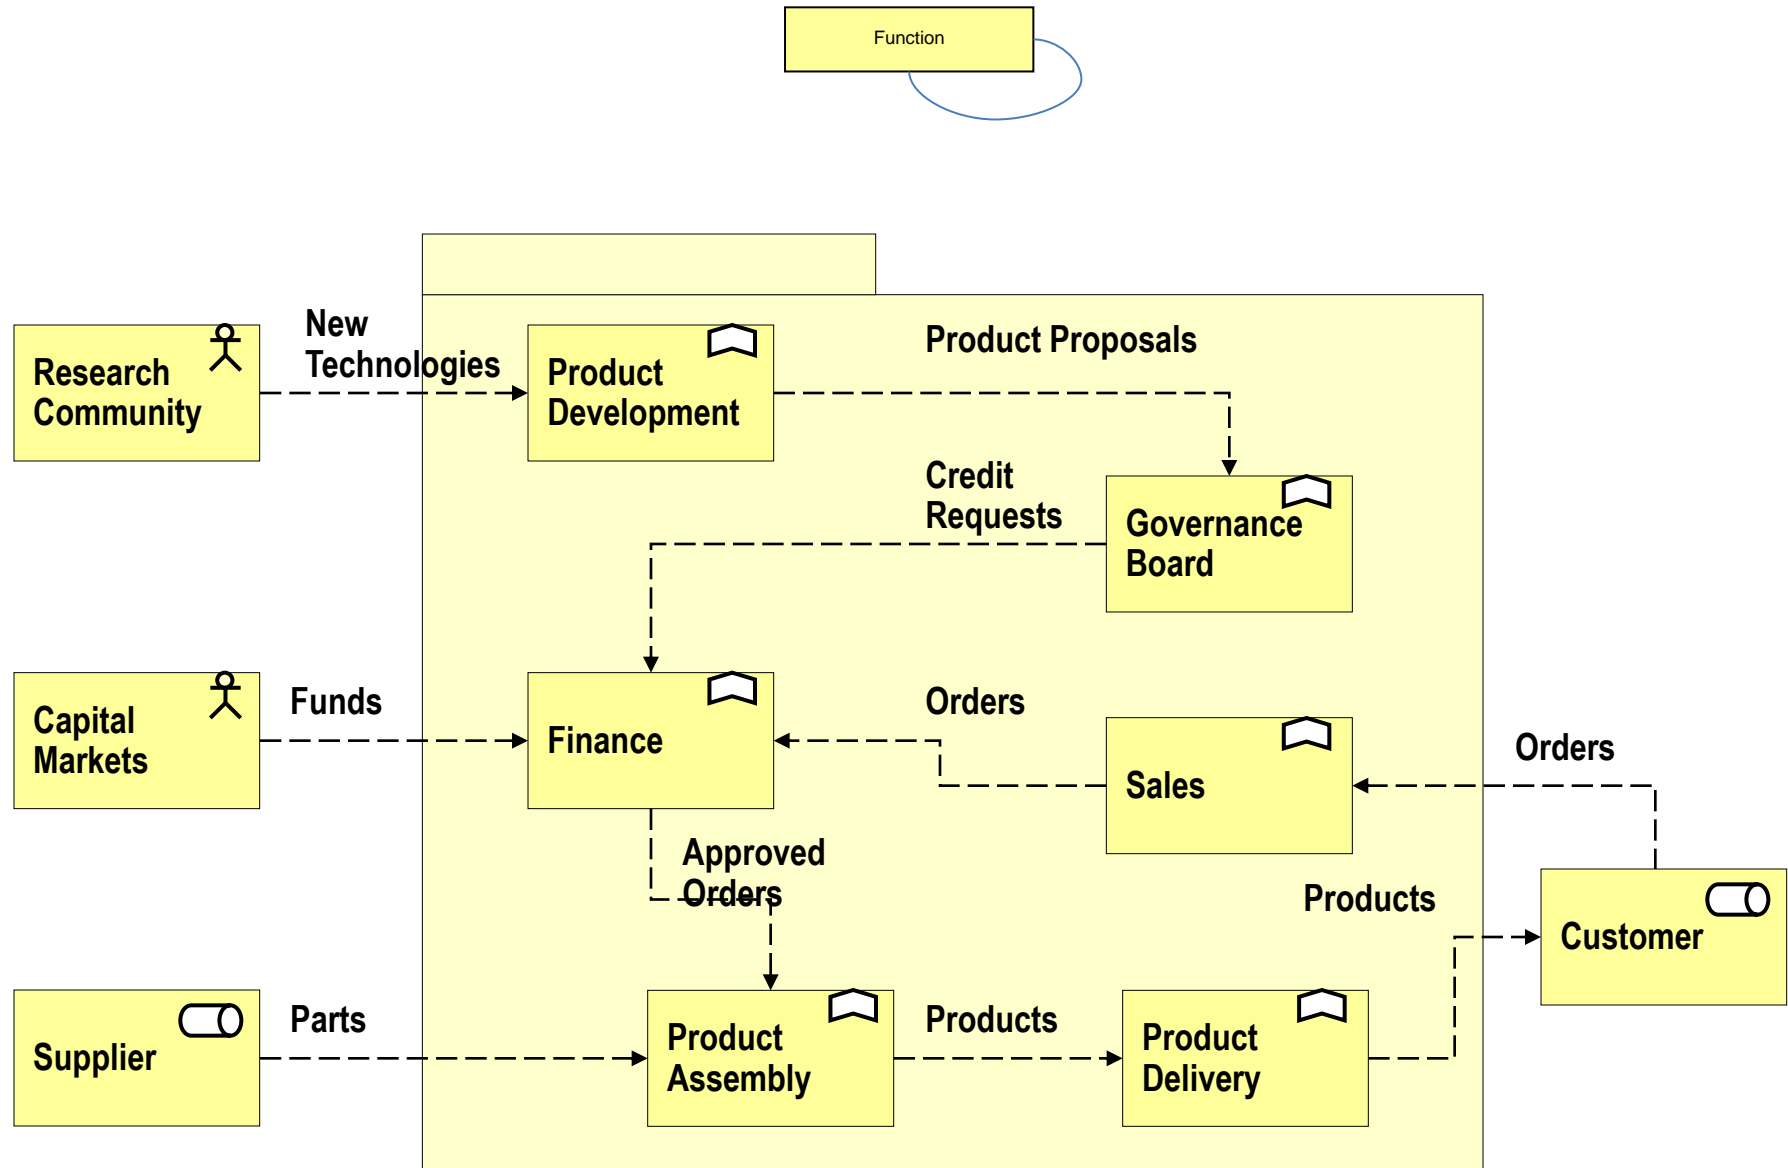 Function
New
Technologies
Product Proposals
Research
Community
Product
Development
Credit
Requests
Governance
Board
Capital
Markets
Funds
Finance
Orders
Sales
Orders
Approved
Orders
Products
Customer
Supplier
Parts
Product
Assembly
Products
Product
Delivery